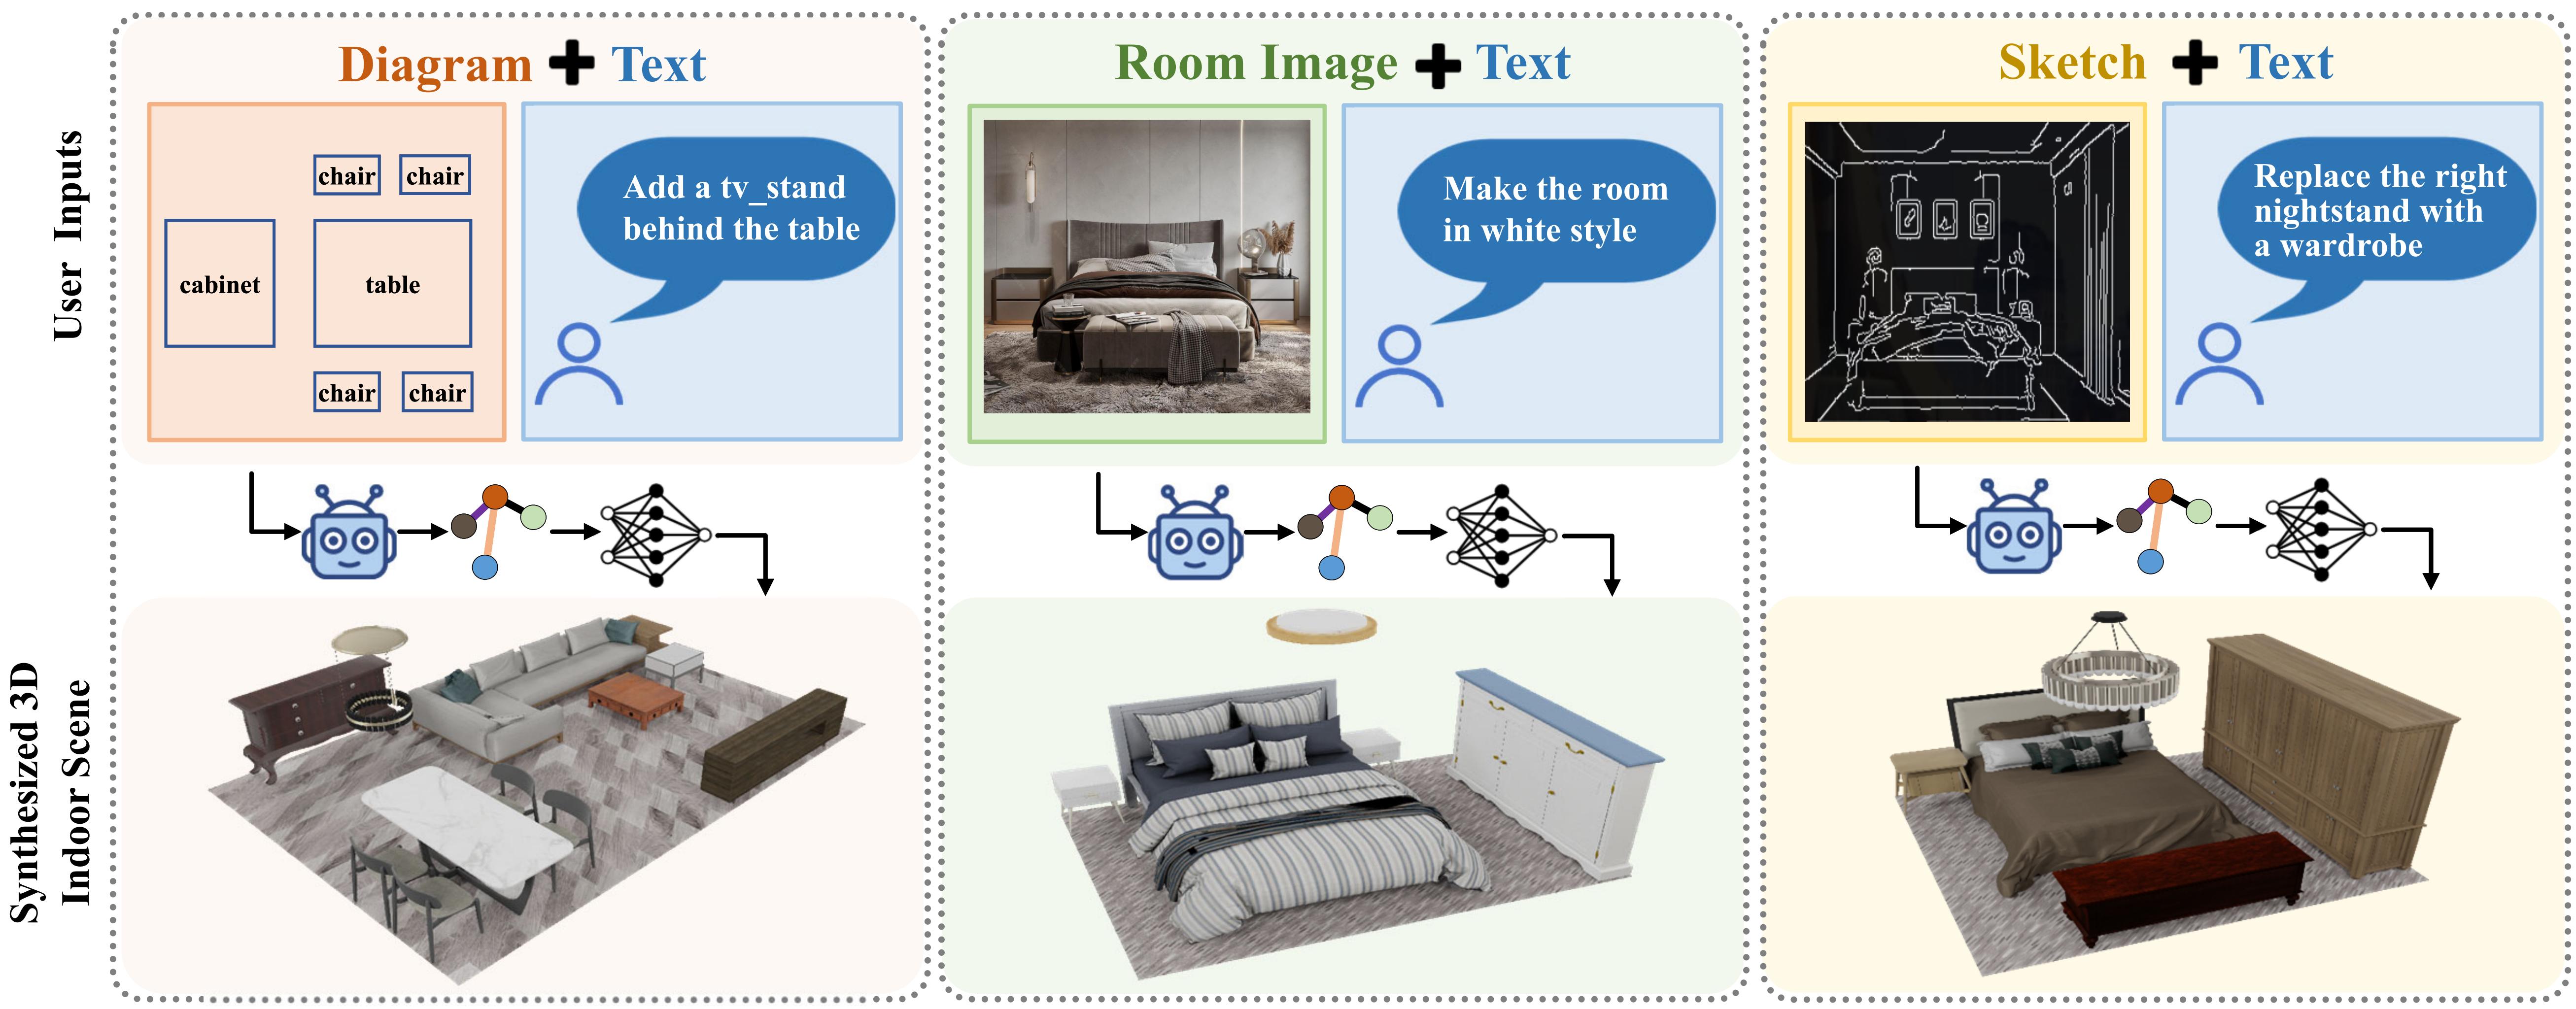 Diagram + Text
Room Image + Text
Sketch + Text
User Inputs
chair
chair
cabinet
table
chair
chair
Add a tv_stand
behind the table
Make the room
in white style
Replace the right
nightstand with
a wardrobe
Synthesized 3D
Indoor Scene